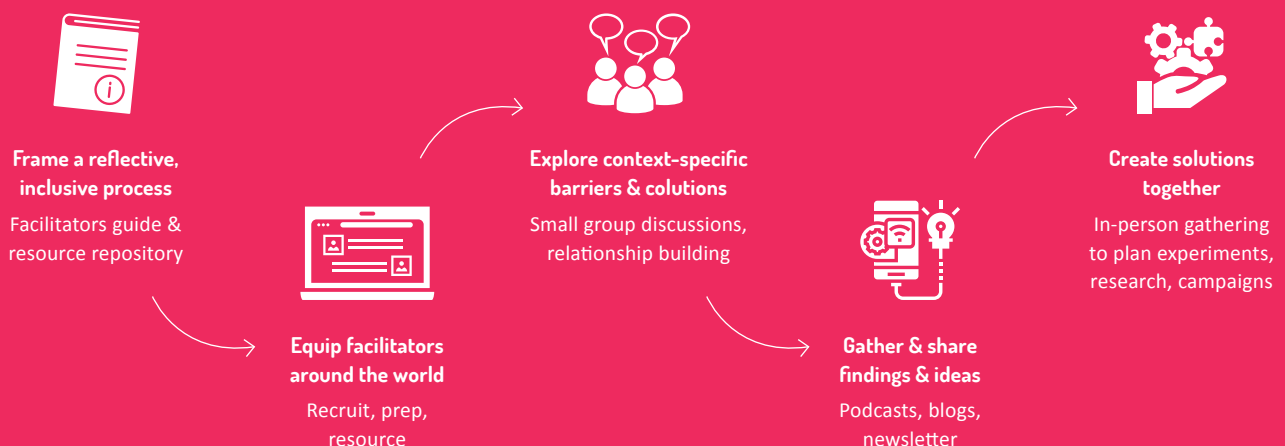 Frame a reflective,
inclusive process
Facilitators guide &
resource repository
Equip facilitators
around the world
Recruit, prep,
resource
Explore context-specific
barriers & colutions
Small group discussions,
relationship building
Gather & share
findings & ideas
Podcasts, blogs,
newsletter
Create solutions
together
In-person gathering
to plan experiments,
research, campaigns